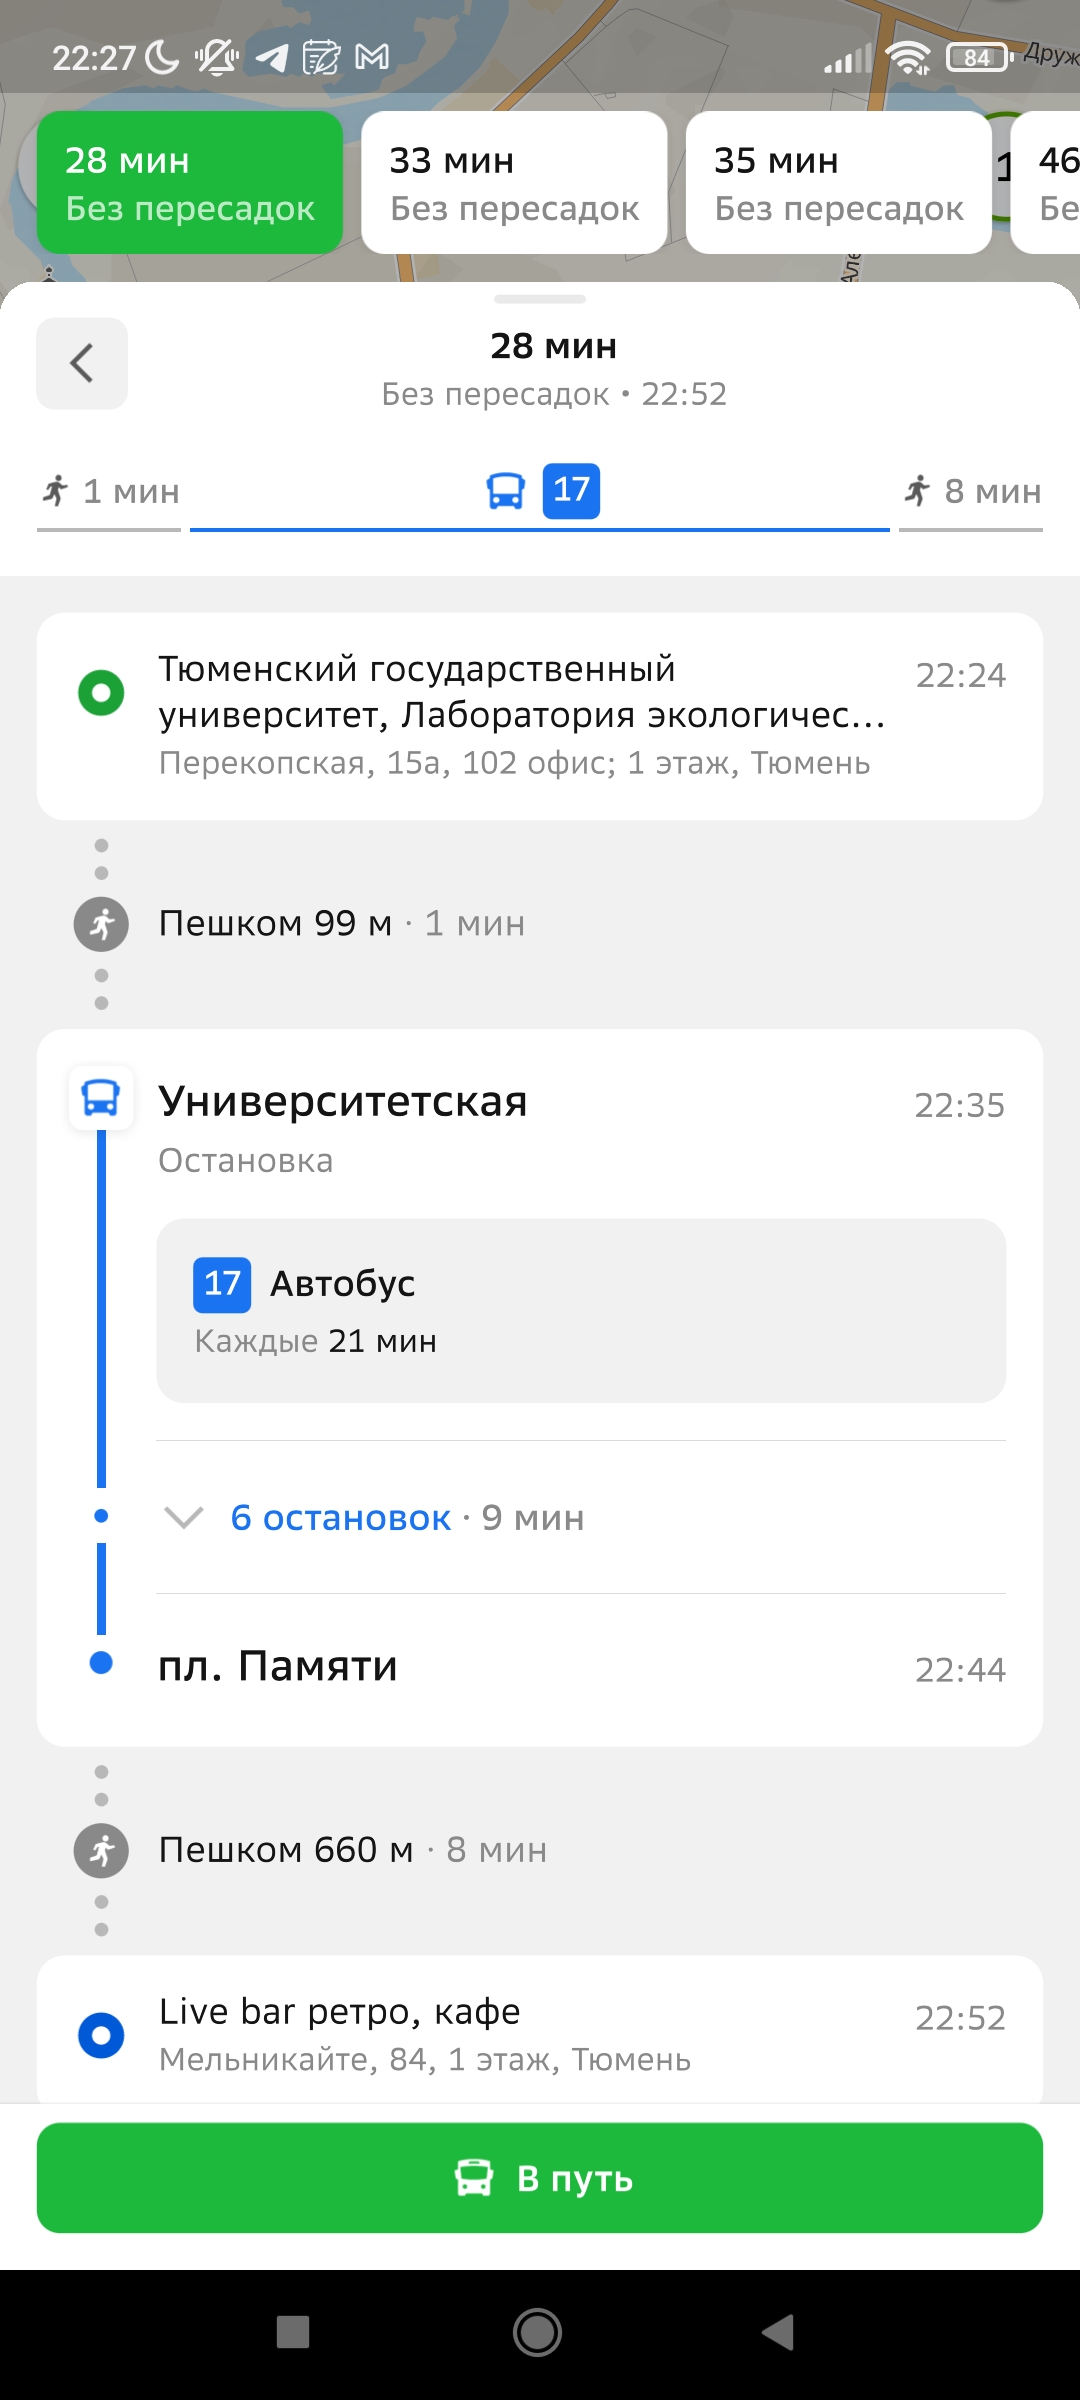 22:27
84
Друж
28 мин
33 мин
35 мин
46
Без пересадок
Без пересадок
Без пересадок
Бе
Але
28 мин
Без пересадок • 22:52
1 мин
17
8 мин
Тюменский государственный
университет, Лаборатория экологичес...
22:24
Перекопская, 15а, 102 офис; 1 этаж, Тюмень
Пешком 99 м · 1 мин
Университетская
22:35
Остановка
17 Автобус
Каждые 21 мин
6 остановок · 9 мин
пл. Памяти
22:44
Пешком 660 м · 8 мин
Live bar ретро, кафе
22:52
Мельникайте, 84, 1 этаж, Тюмень
В путь